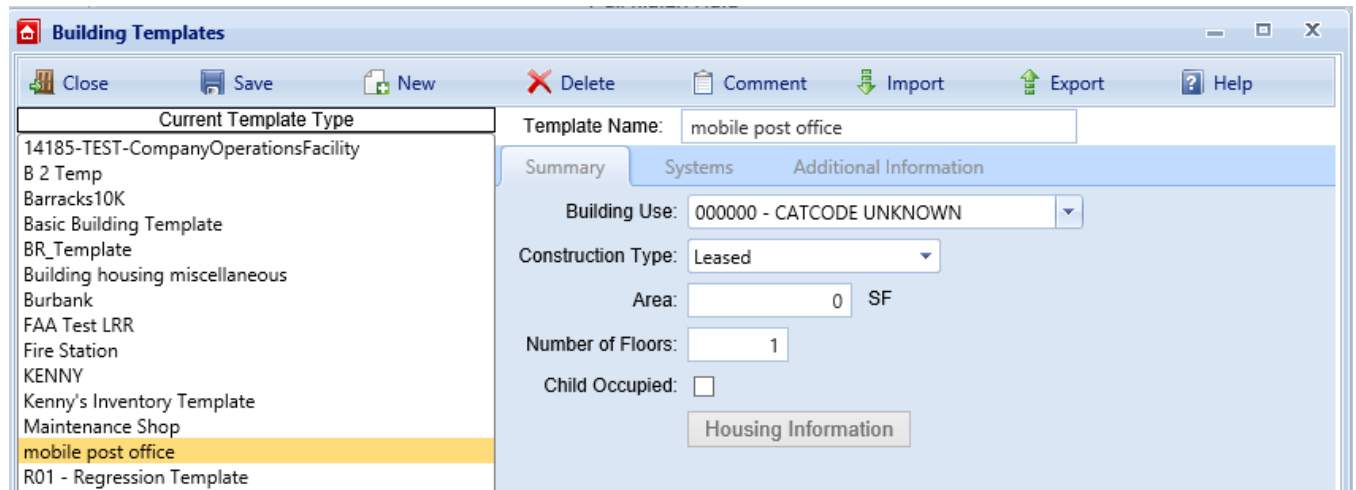 Building Templates
Close Save New Delete Comment Import Export Help
Current Template Type
14185-TEST-CompanyOperationsFacility
B 2 Temp
Barracks10K
Basic Building Template
BR_Template
Building housing miscellaneous
Burbank
FAA Test LRR
Fire Station
KENNY
Kenny's Inventory Template
Maintenance Shop
mobile post office
R01 - Regression Template
Template Name: mobile post office
Summary Systems Additional Information
Building Use: 000000 - CATCODE UNKNOWN
Construction Type: Leased
Area: 0 SF
Number of Floors: 1
Child Occupied:
Housing Information